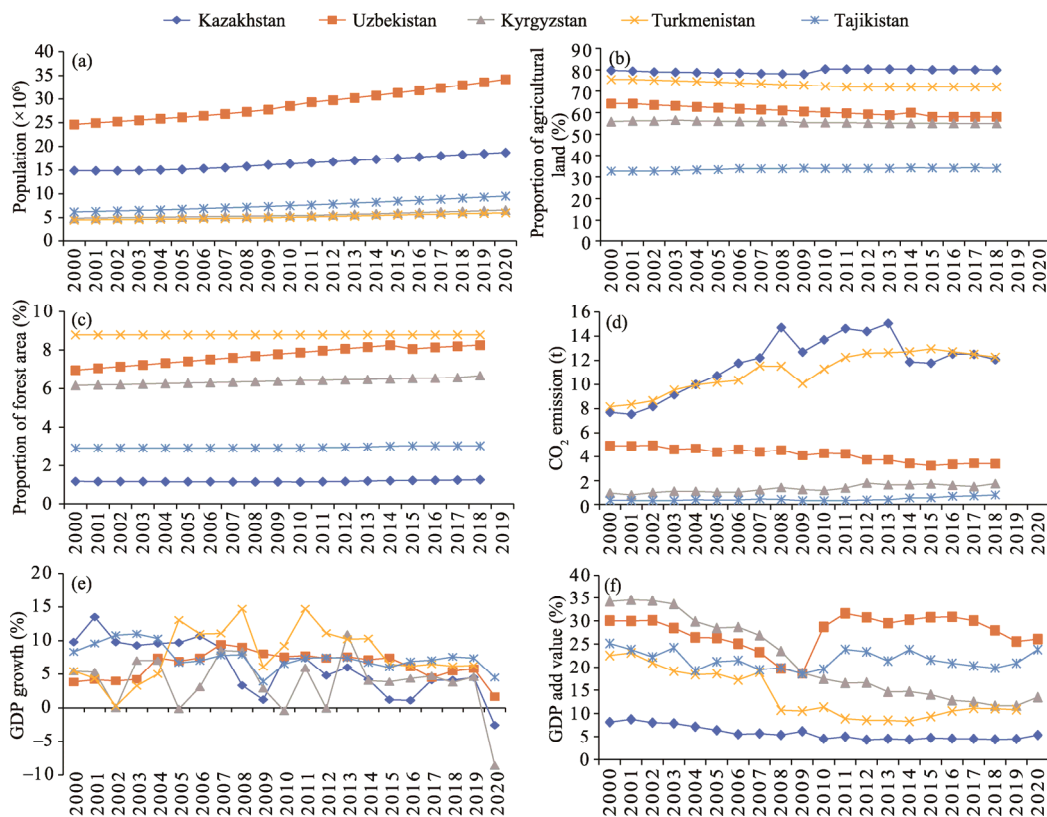 Kazakhstan Uzbekistan Kyrgyzstan Turkmenistan Tajikistan
(a)
Population (×10⁶)
40
35
30
25
20
15
10
5
0
2000 2001 2002 2003 2004 2005 2006 2007 2008 2009 2010 2011 2012 2013 2014 2015 2016 2017 2018 2019 2020
(b)
Proportion of agricultural
land (%)
90
80
70
60
50
40
30
20
10
0
2000 2001 2002 2003 2004 2005 2006 2007 2008 2009 2010 2011 2012 2013 2014 2015 2016 2017 2018 2019 2020
(c)
Proportion of forest area (%)
10
8
6
4
2
0
2000 2001 2002 2003 2004 2005 2006 2007 2008 2009 2010 2011 2012 2013 2014 2015 2016 2017 2018 2019
(d)
CO₂ emission (t)
16
14
12
10
8
6
4
2
0
2000 2001 2002 2003 2004 2005 2006 2007 2008 2009 2010 2011 2012 2013 2014 2015 2016 2017 2018 2019 2020
(e)
GDP growth (%)
20
15
10
5
0
−5
−10
2000 2001 2002 2003 2004 2005 2006 2007 2008 2009 2010 2011 2012 2013 2014 2015 2016 2017 2018 2019 2020
(f)
GDP add value (%)
40
35
30
25
20
15
10
5
0
2000 2001 2002 2003 2004 2005 2006 2007 2008 2009 2010 2011 2012 2013 2014 2015 2016 2017 2018 2019 2020